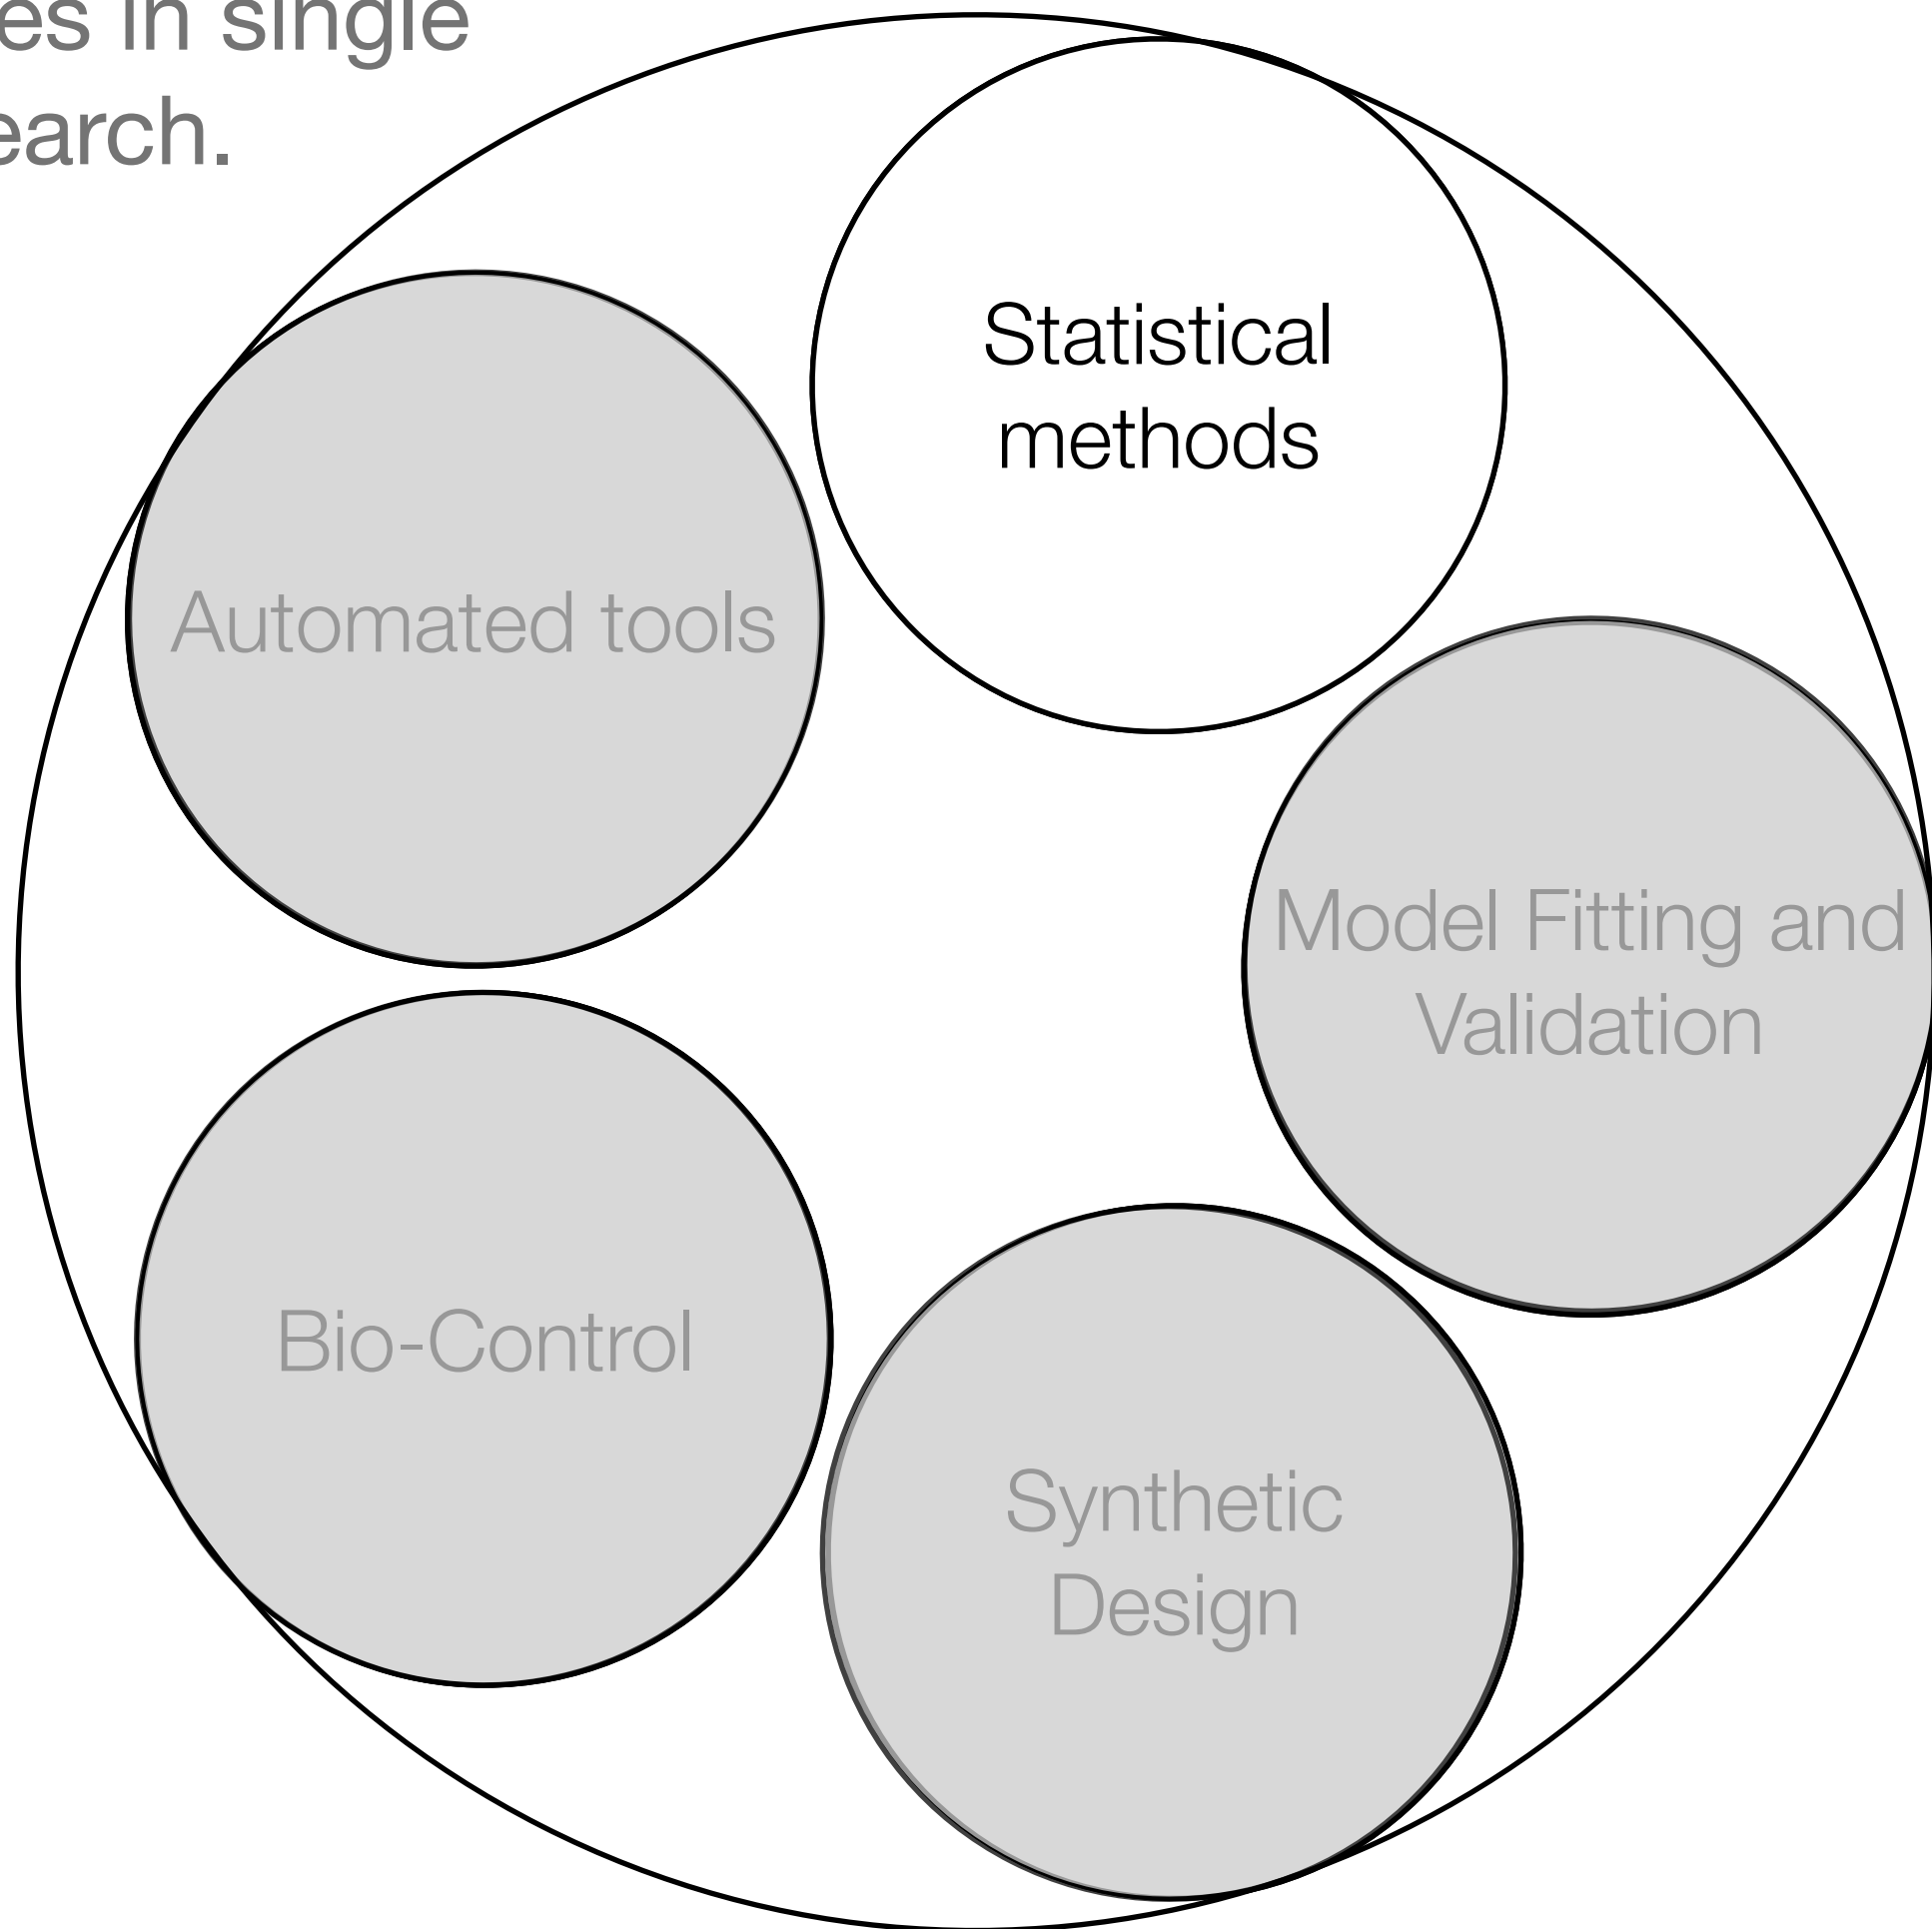 es in single
earch.
Statistical
methods
Automated tools
Model Fitting and
Validation
Bio-Control
Synthetic
Design